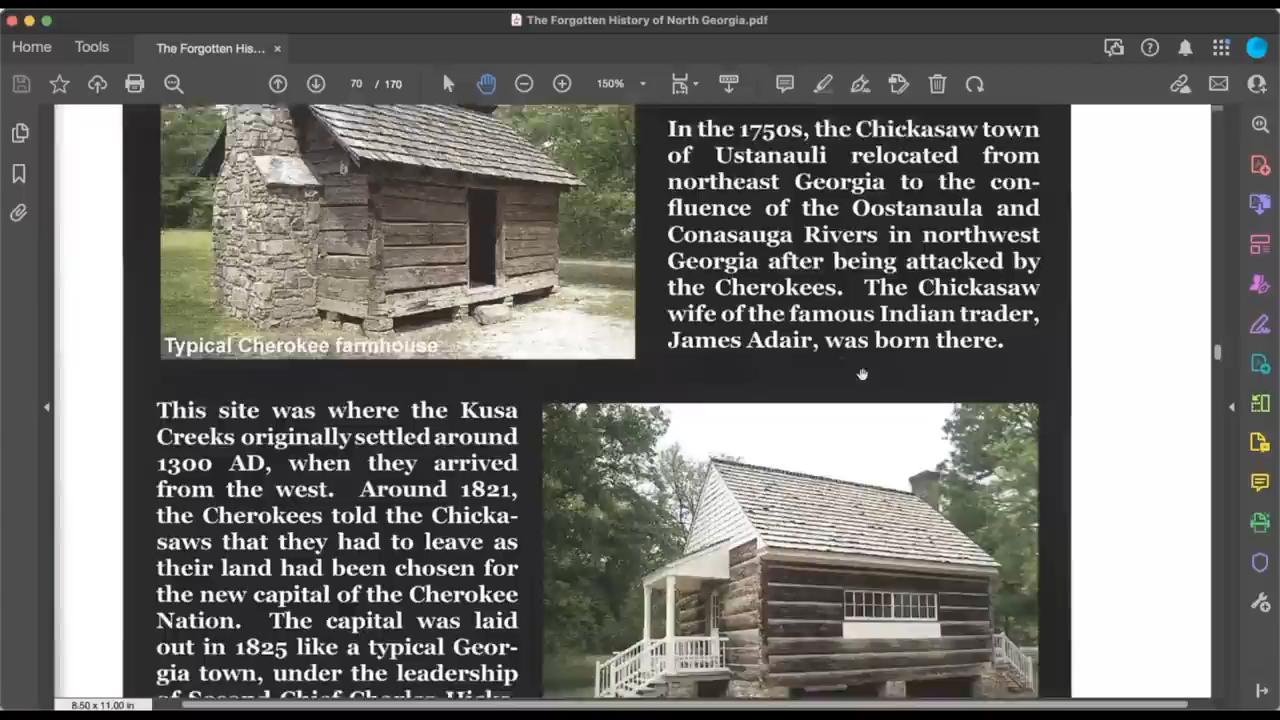 The Forgotten History of North Georgia.pdf
Home
Tools
The Forgotten His...
70 / 170
150%
In the 1750s, the Chickasaw town
of Ustanauli relocated from
northeast Georgia to the con-
fluence of the Oostanaula and
Conasauga Rivers in northwest
Georgia after being attacked by
the Cherokees. The Chickasaw
wife of the famous Indian trader,
James Adair, was born there.
Typical Cherokee farmhouse
This site was where the Kusa
Creeks originally settled around
1300 AD, when they arrived
from the west. Around 1821,
the Cherokees told the Chicka-
saws that they had to leave as
their land had been chosen for
the new capital of the Cherokee
Nation. The capital was laid
out in 1825 like a typical Geor-
gia town, under the leadership
of Second Chief Charles Hicks.
8.50 x 11.00 in